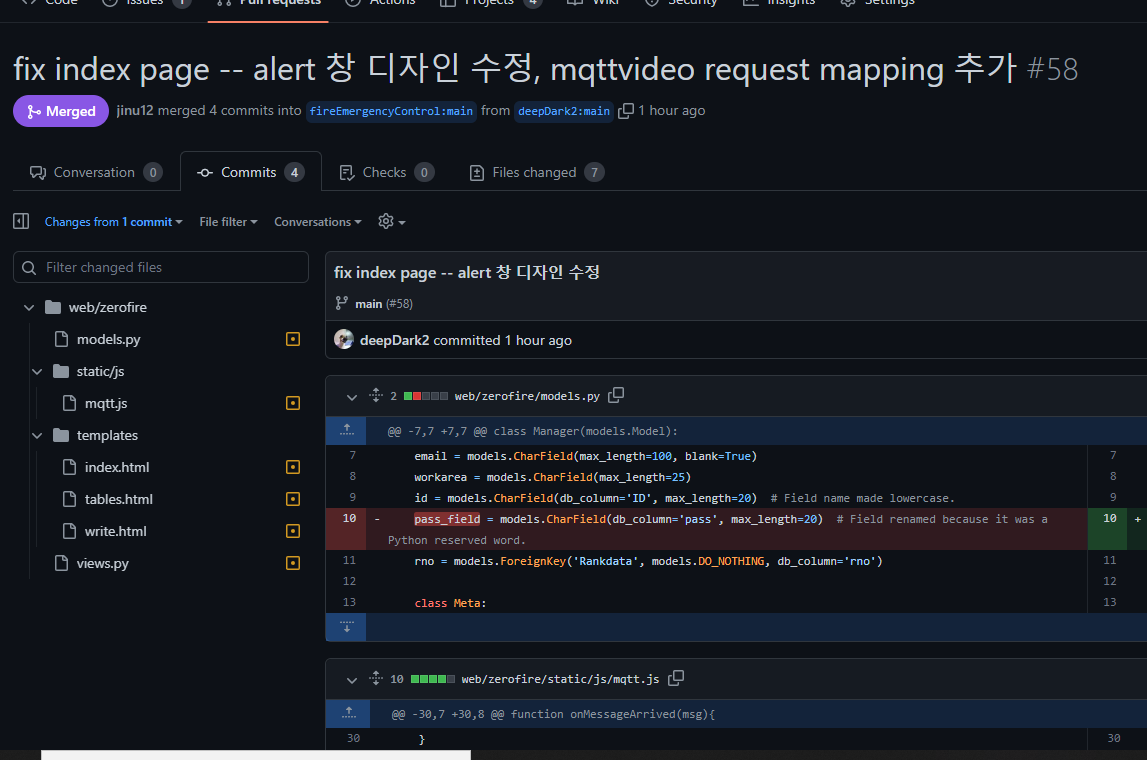 Code Issues 1 Pull requests Actions Projects 4 Wiki Security Insights Settings
fix index page -- alert 창 디자인 수정, mqttvideo request mapping 추가 #58
Merged jinu12 merged 4 commits into fireEmergencyControl:main from deepDark2:main 1 hour ago
Conversation 0 Commits 4 Checks 0 Files changed 7
Changes from 1 commit File filter Conversations
Filter changed files
web/zerofire
models.py
static/js
mqtt.js
templates
index.html
tables.html
write.html
views.py
fix index page -- alert 창 디자인 수정
main (#58)
deepDark2 committed 1 hour ago
2 web/zerofire/models.py
@@ -7,7 +7,7 @@ class Manager(models.Model):
7 email = models.CharField(max_length=100, blank=True) 7
8 workarea = models.CharField(max_length=25) 8
9 id = models.CharField(db_column='ID', max_length=20) # Field name made lowercase. 9
10 - pass_field = models.CharField(db_column='pass', max_length=20) # Field renamed because it was a 10 +
Python reserved word.
11 rno = models.ForeignKey('Rankdata', models.DO_NOTHING, db_column='rno') 11
12 12
13 class Meta: 13
10 web/zerofire/static/js/mqtt.js
@@ -30,7 +30,8 @@ function onMessageArrived(msg){
30 } 30